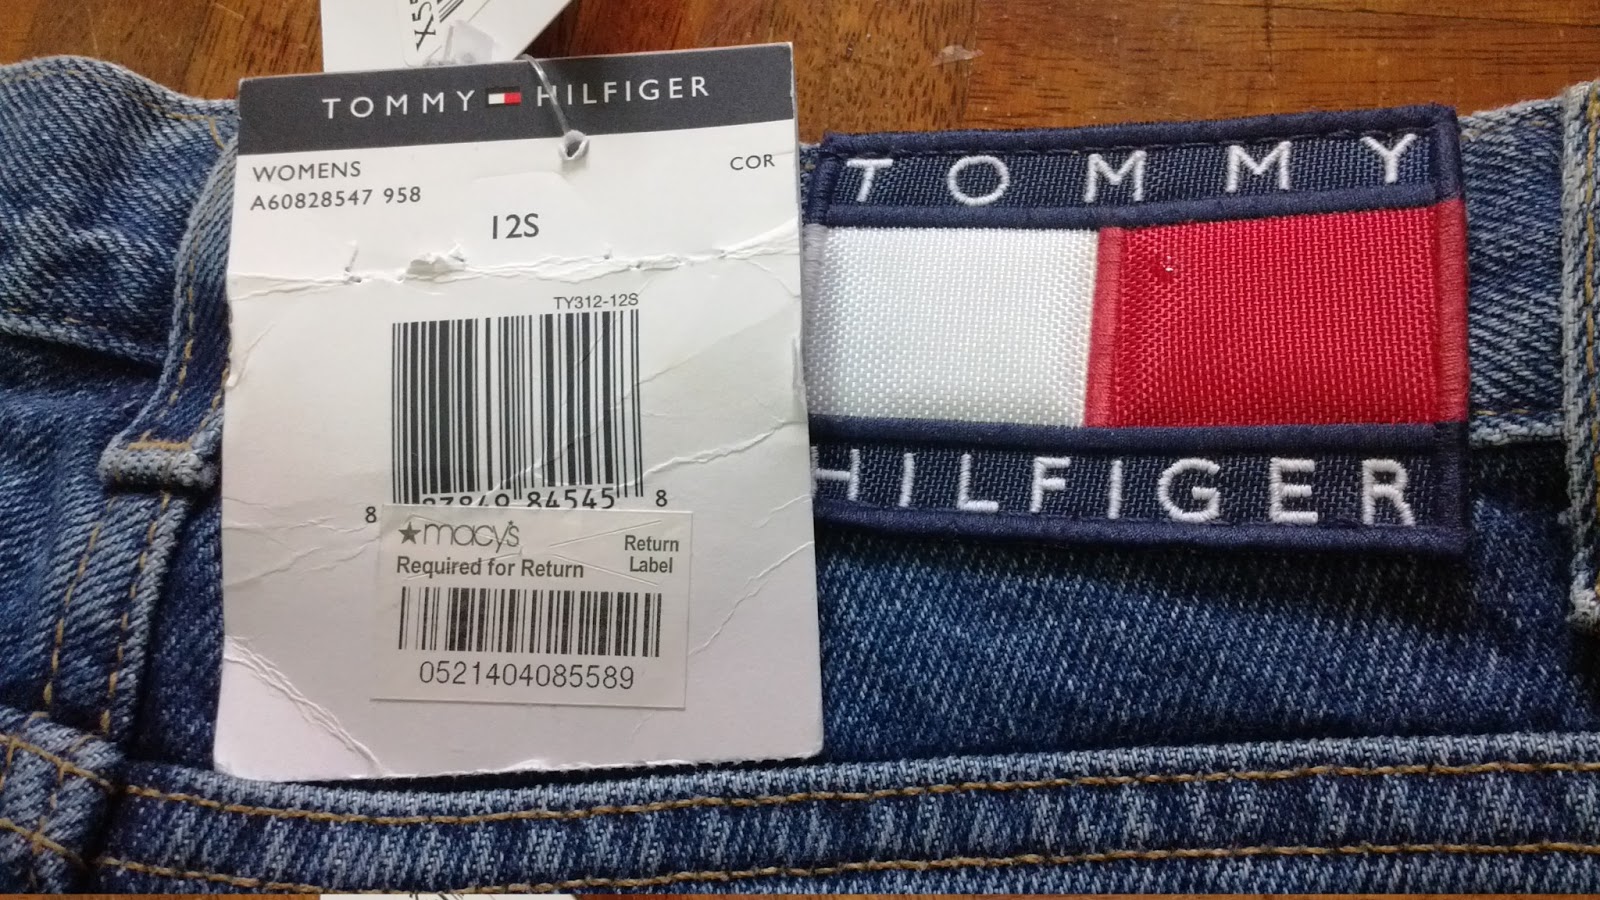 TOMMY HILFIGER
WOMENS
COR
A60828547 958
12S
TY312-12S
84545
8
8
★macy's
Required for Return
Return
Label
0521404085589
TOMMY
HILFIGER